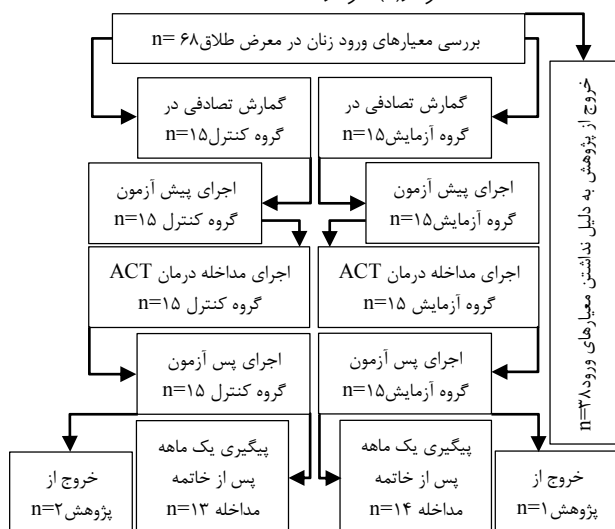 بررسی معیارهای ورود زنان در معرض طلاق n= ۶۸
خروج از پژوهش به دلیل نداشتن معیارهای ورود n=۳۸
گمارش تصادفی در
گروه آزمایش n=۱۵
گمارش تصادفی در
گروه کنترل n=۱۵
اجرای پیش آزمون
گروه آزمایش n=۱۵
اجرای پیش آزمون
گروه کنترل n=۱۵
اجرای مداخله درمان ACT
گروه آزمایش n=۱۵
اجرای مداخله درمان ACT
گروه کنترل n=۱۵
اجرای پس آزمون
گروه آزمایش n=۱۵
اجرای پس آزمون
گروه کنترل n=۱۵
خروج از
پژوهش n=۱
پیگیری یک ماهه
پس از خاتمه
مداخله n=۱۴
پیگیری یک ماهه
پس از خاتمه
مداخله n=۱۳
خروج از
پژوهش n=۲